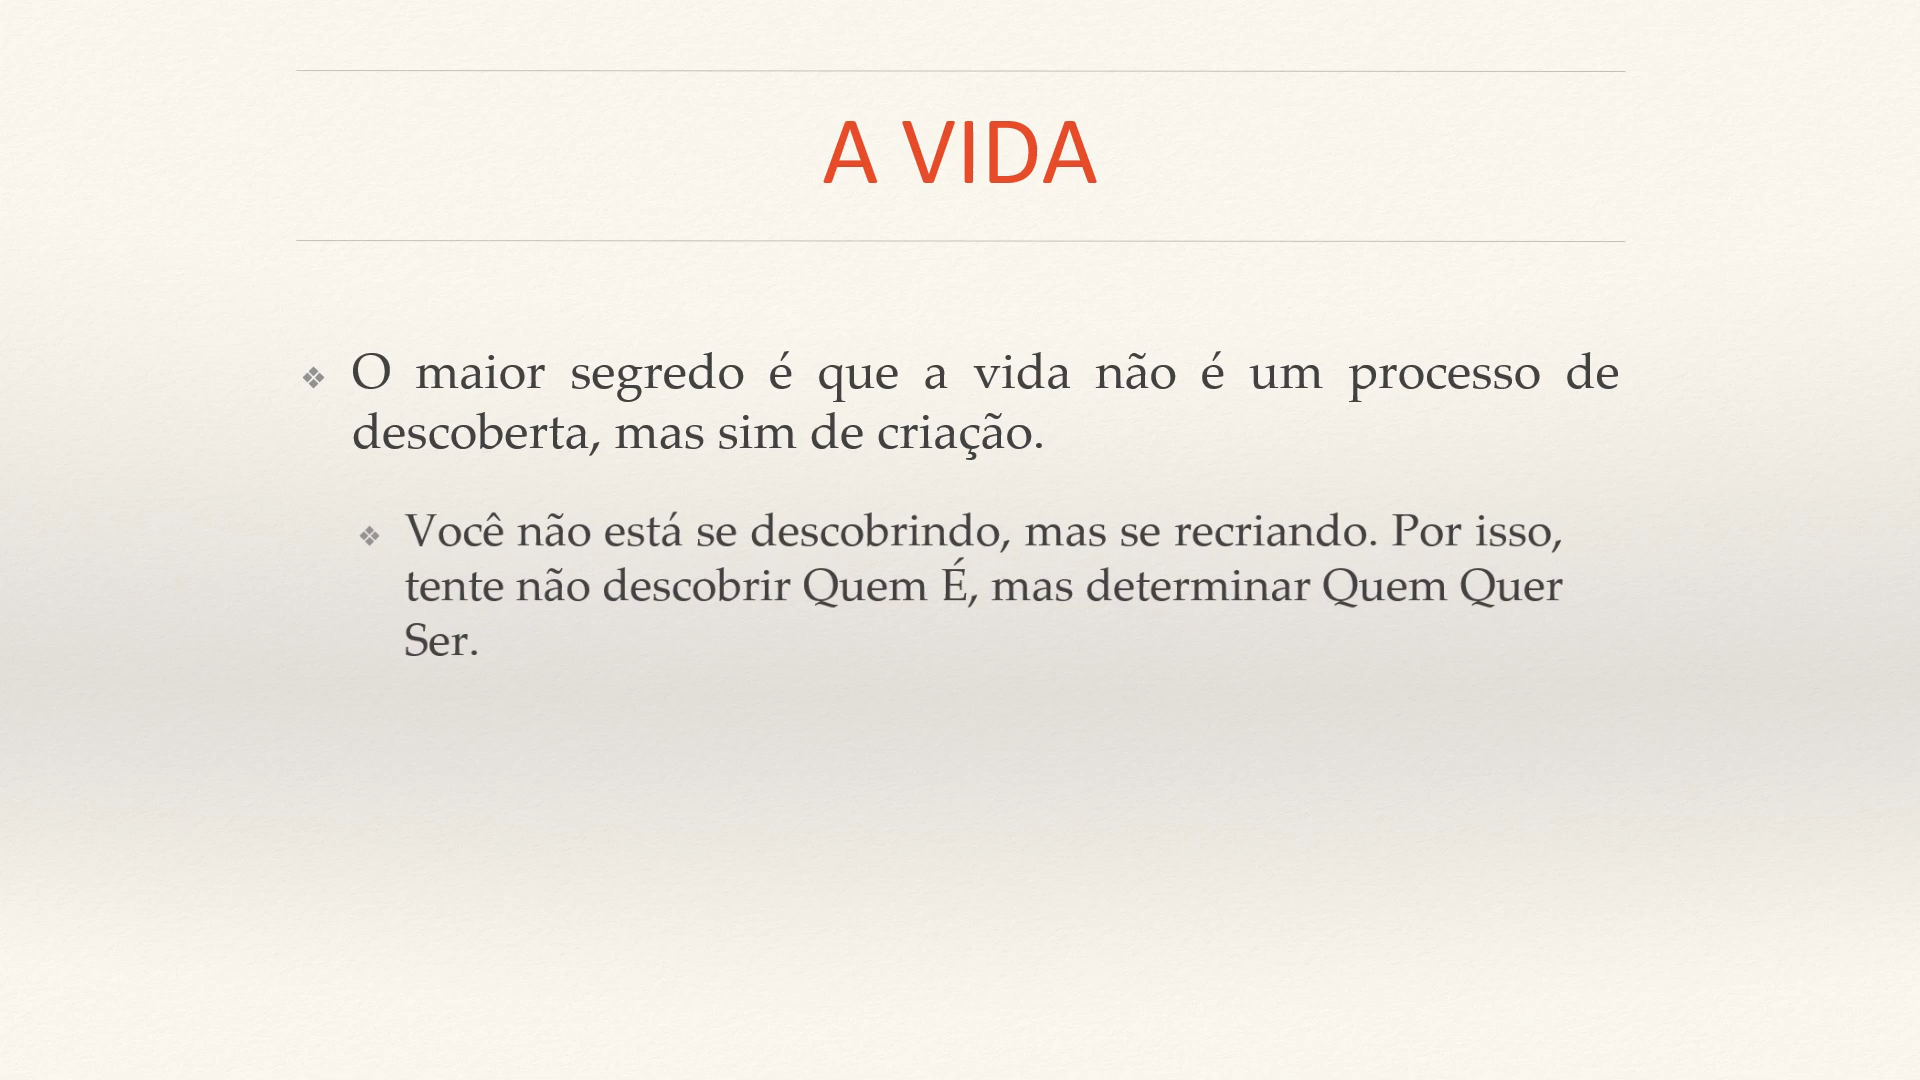 A VIDA
❖ O maior segredo é que a vida não é um processo de
descoberta, mas sim de criação.
❖ Você não está se descobrindo, mas se recriando. Por isso,
tente não descobrir Quem É, mas determinar Quem Quer
Ser.